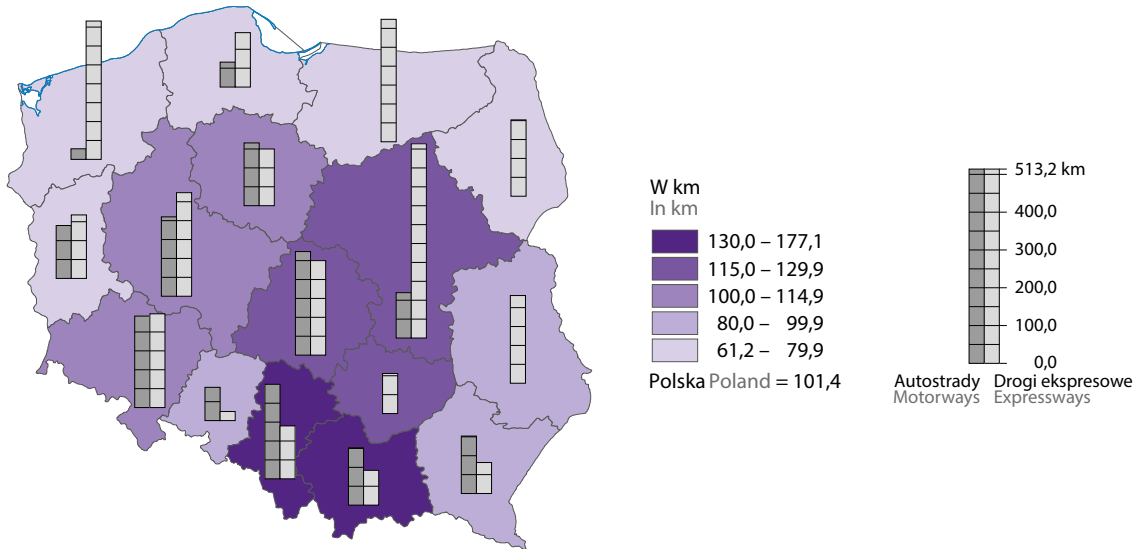 W km
In km
130,0 – 177,1
115,0 – 129,9
100,0 – 114,9
80,0 – 99,9
61,2 – 79,9
Polska Poland = 101,4
513,2 km
400,0
300,0
200,0
100,0
0,0
Autostrady Drogi ekspresowe
Motorways Expressways